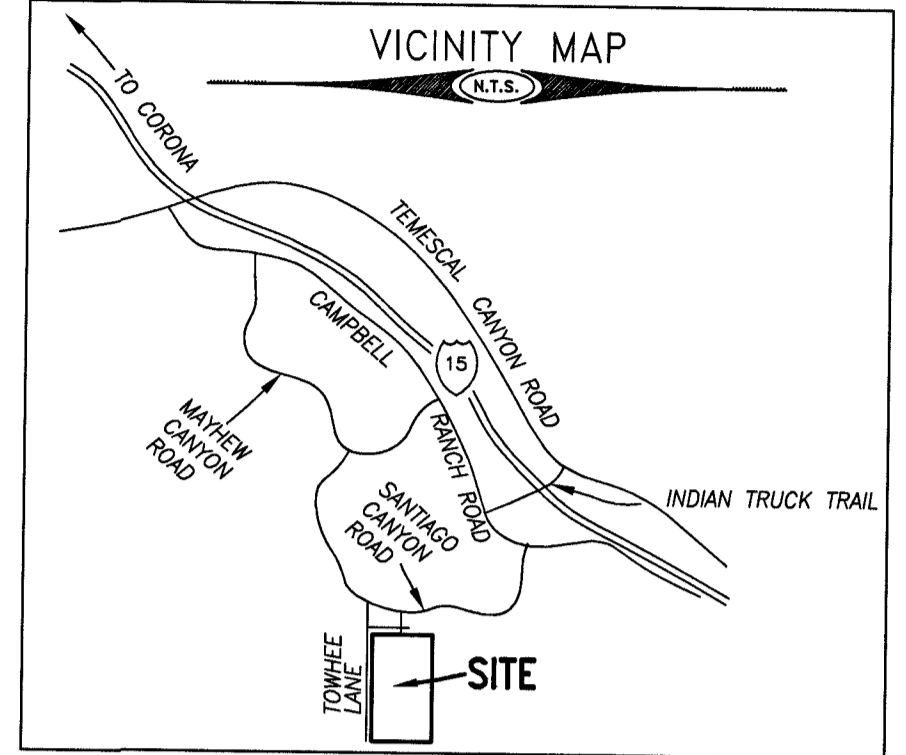 VICINITY MAP
N.T.S.
TO CORONA
TEMESCAL CANYON ROAD
CAMPBELL RANCH ROAD
15
MAYHEW
CANYON
ROAD
SANTIAGO
CANYON
ROAD
INDIAN TRUCK TRAIL
TOWHEE
LANE
SITE